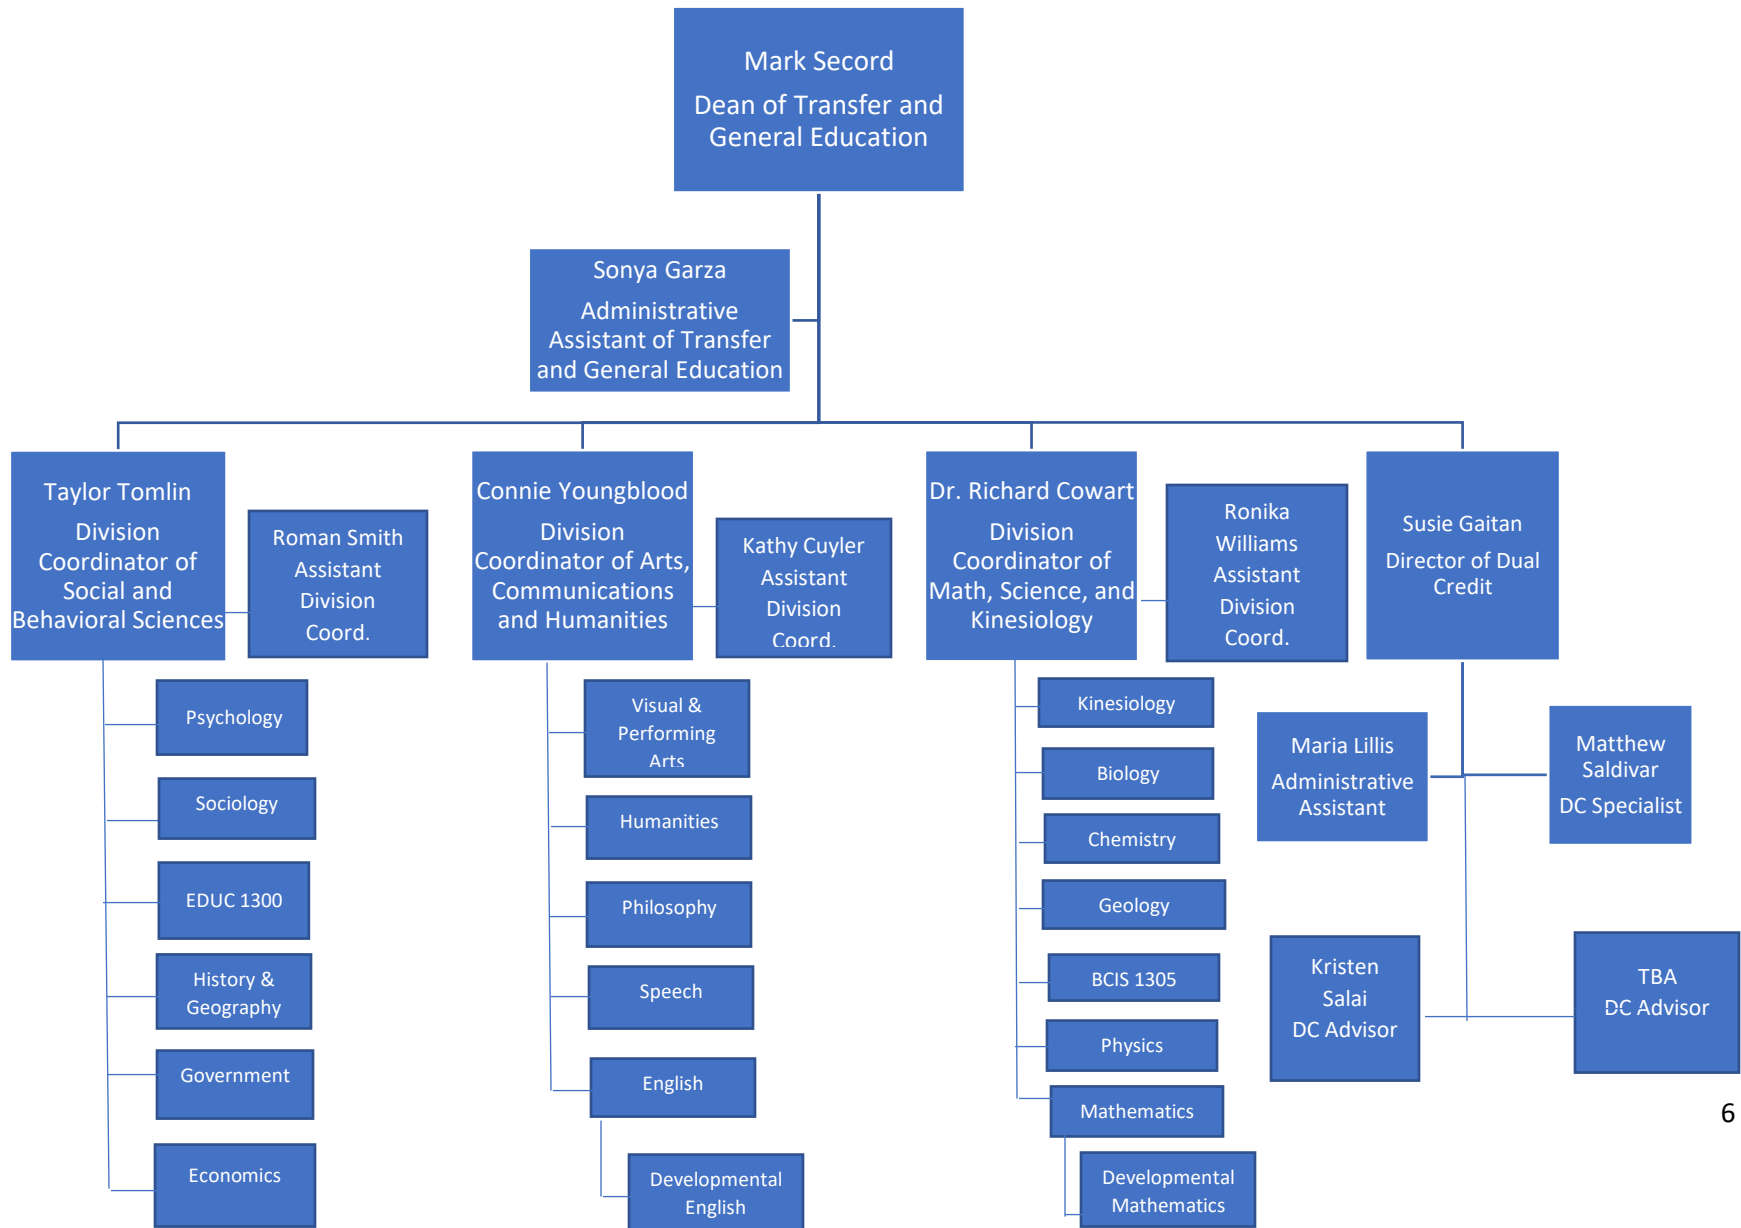 Mark Secord
Dean of Transfer and
General Education
Sonya Garza
Administrative
Assistant of Transfer
and General Education
Taylor Tomlin
Division
Coordinator of
Social and
Behavioral Sciences
Roman Smith
Assistant
Division
Coord.
Connie Youngblood
Division
Coordinator of Arts,
Communications
and Humanities
Kathy Cuyler
Assistant
Division
Coord.
Dr. Richard Cowart
Division
Coordinator of
Math, Science, and
Kinesiology
Ronika
Williams
Assistant
Division
Coord.
Susie Gaitan
Director of Dual
Credit
Psychology
Sociology
EDUC 1300
History &
Geography
Government
Economics
Visual &
Performing
Arts
Humanities
Philosophy
Speech
English
Developmental
English
Kinesiology
Biology
Chemistry
Geology
BCIS 1305
Physics
Mathematics
Developmental
Mathematics
Maria Lillis
Administrative
Assistant
Matthew
Saldivar
DC Specialist
Kristen
Salai
DC Advisor
TBA
DC Advisor
6